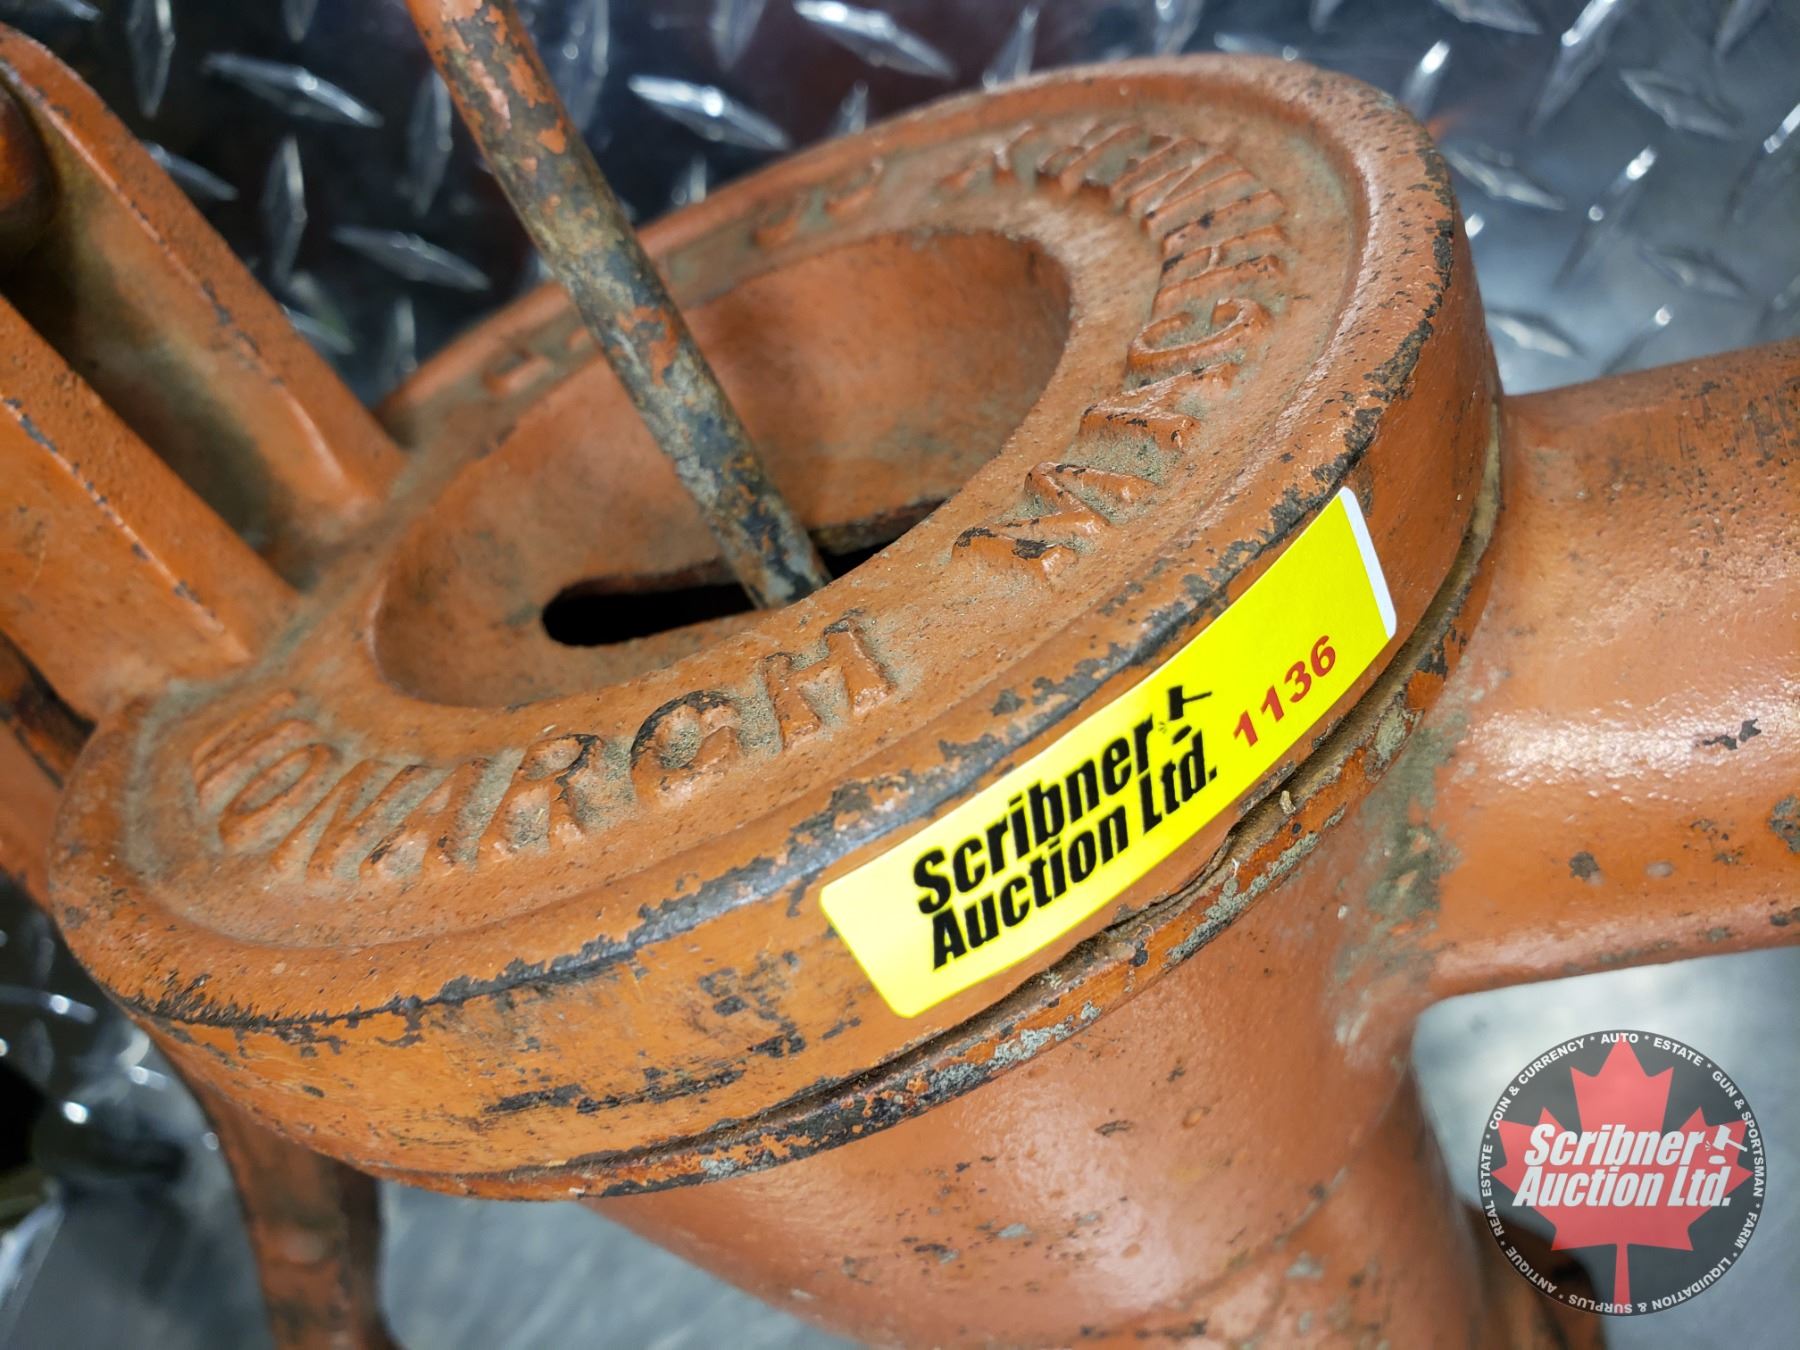 MONARCH MACHINERY
Scribner
Auction Ltd.
1136
Scribner
Auction Ltd.
REAL ESTATE * COIN & CURRENCY * AUTO * ESTATE * GUN & SPORTSMAN * FARM * LIQUIDATION & SURPLUS * ANTIQUE *